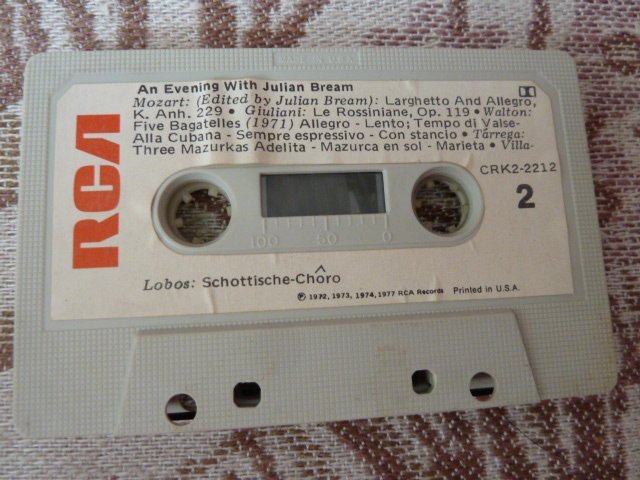 An Evening With Julian Bream
Mozart: (Edited by Julian Bream): Larghetto And Allegro,
K. Anh. 229 • Giuliani: Le Rossiniane, Op. 119 • Walton:
Five Bagatelles (1971) Allegro - Lento; Tempo di Valse-
Alla Cubana - Sempre espressivo - Con stancio • Tárrega:
Three Mazurkas Adelita - Mazurca en sol - Marieta • Villa-
CRK2-2212
2
RCA
100 50 0
Lobos: Schottische-Chôro
℗ 1972, 1973, 1974, 1977 RCA Records Printed in U.S.A.